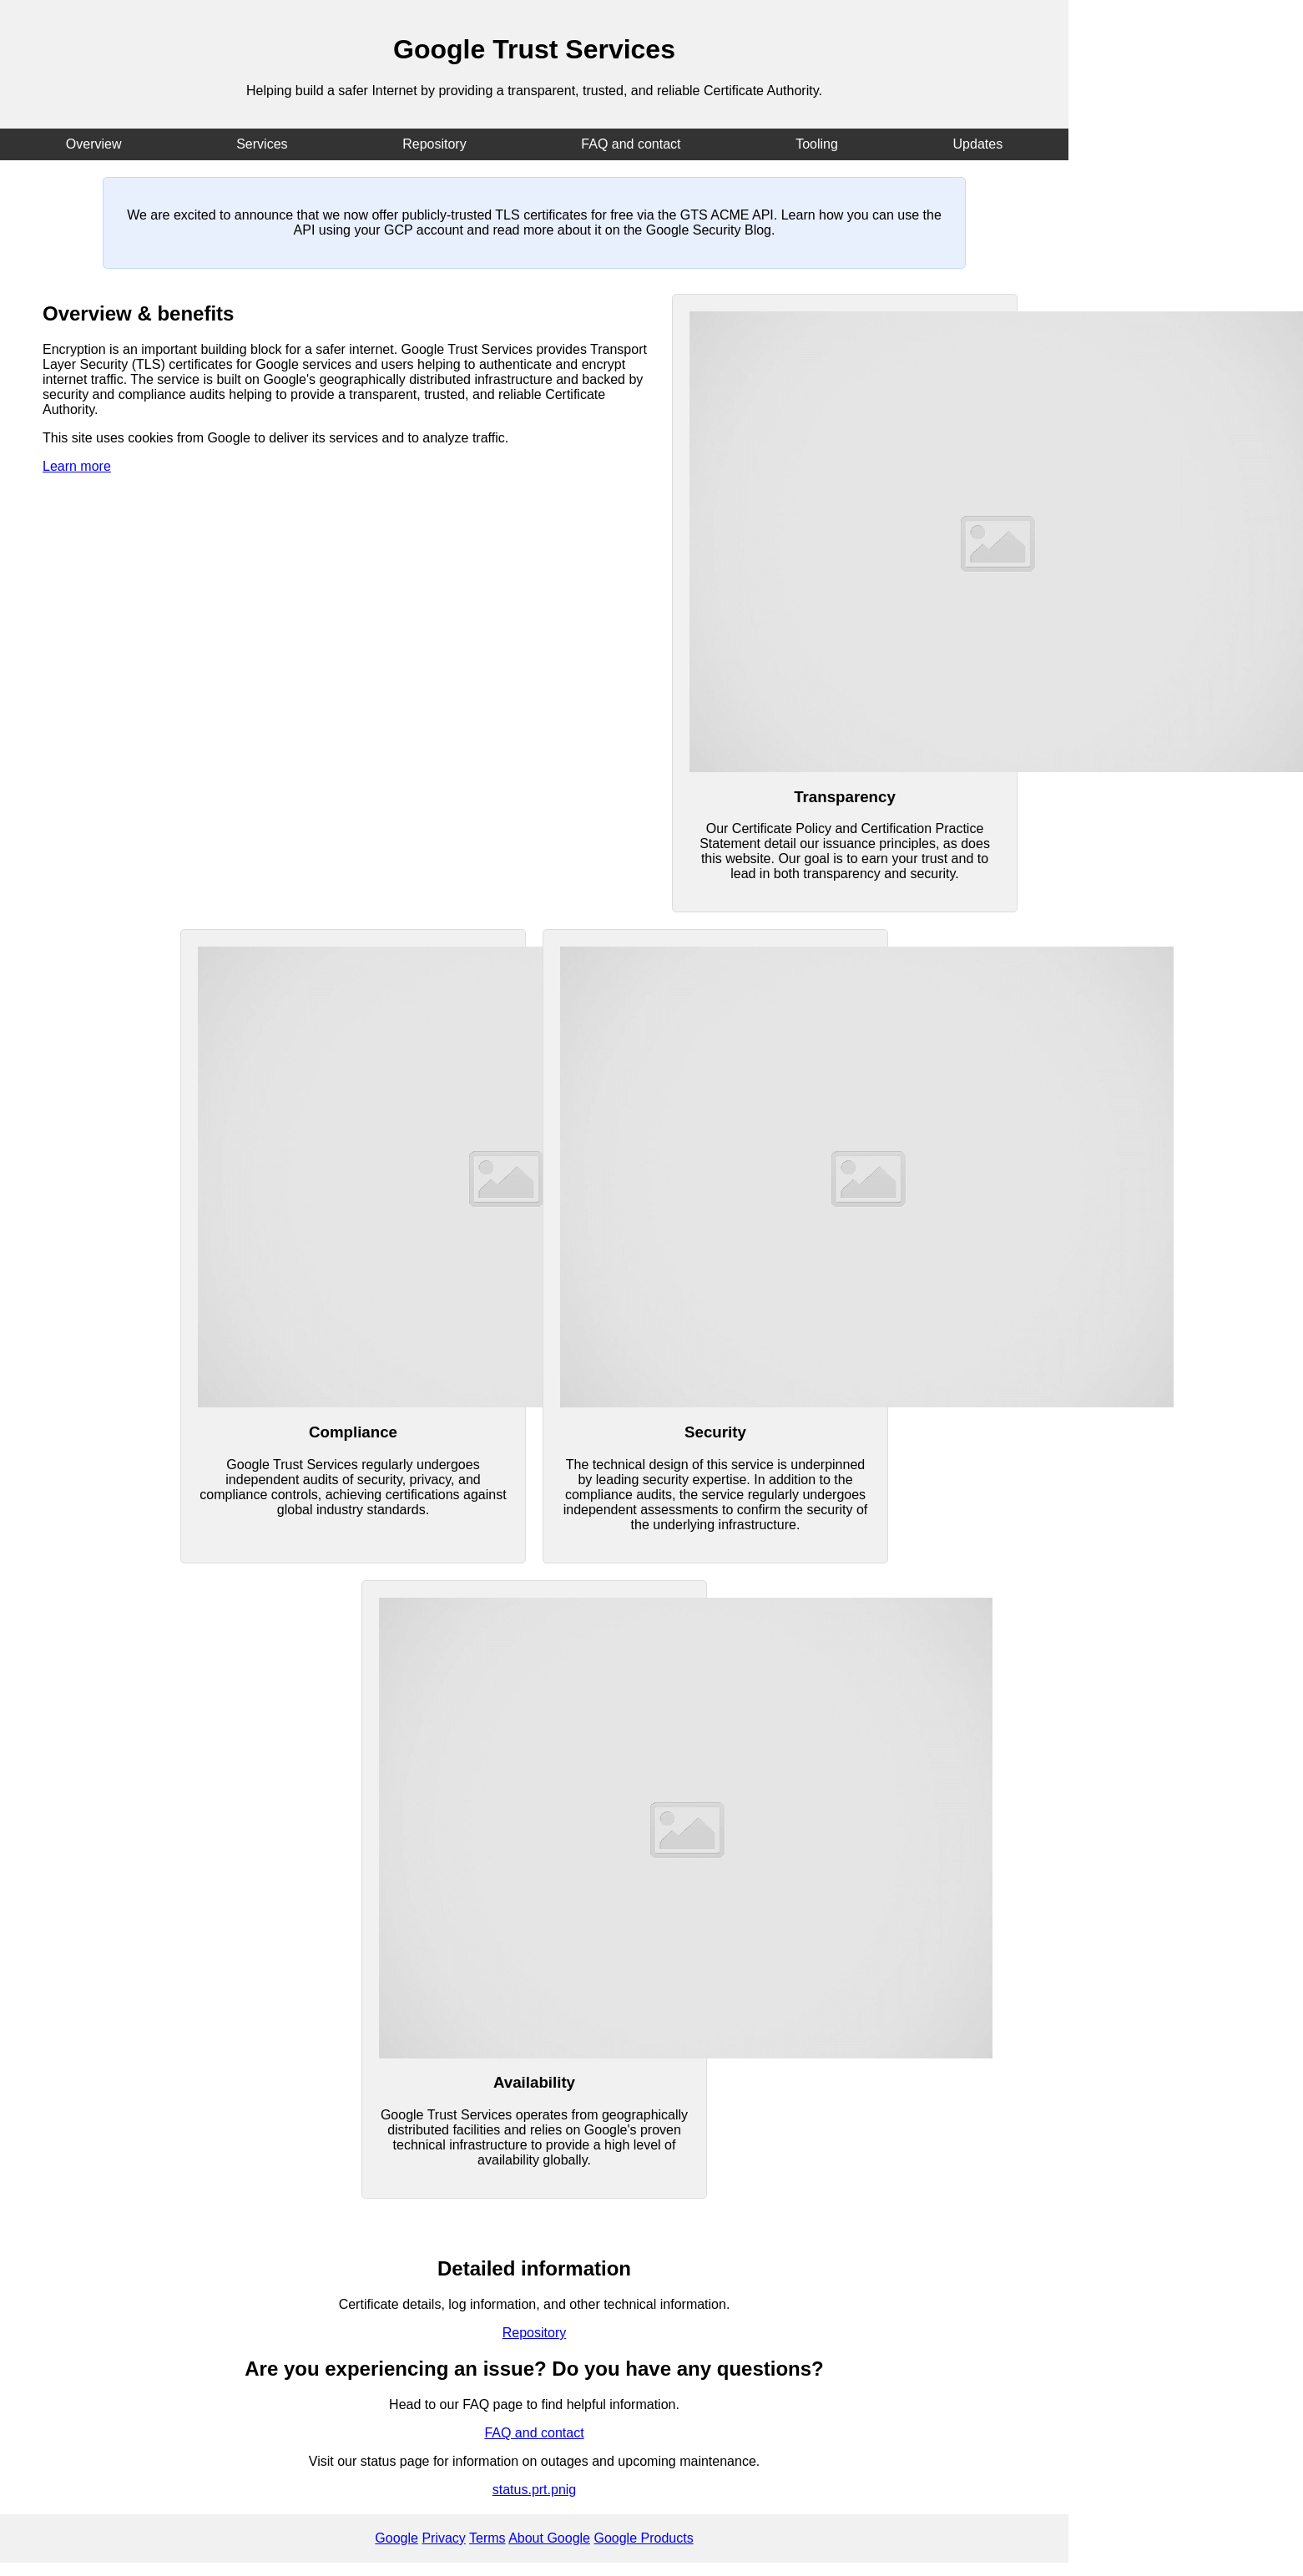 Google Trust Services
Helping build a safer Internet by providing a transparent, trusted, and reliable Certificate Authority.
Overview Services Repository FAQ and contact Tooling Updates
We are excited to announce that we now offer publicly-trusted TLS certificates for free via the GTS ACME API. Learn how you can use the
API using your GCP account and read more about it on the Google Security Blog.
Overview & benefits
Encryption is an important building block for a safer internet. Google Trust Services provides Transport
Layer Security (TLS) certificates for Google services and users helping to authenticate and encrypt
internet traffic. The service is built on Google's geographically distributed infrastructure and backed by
security and compliance audits helping to provide a transparent, trusted, and reliable Certificate
Authority.
This site uses cookies from Google to deliver its services and to analyze traffic.
Learn more
Transparency
Our Certificate Policy and Certification Practice
Statement detail our issuance principles, as does
this website. Our goal is to earn your trust and to
lead in both transparency and security.
Compliance
Google Trust Services regularly undergoes
independent audits of security, privacy, and
compliance controls, achieving certifications against
global industry standards.
Security
The technical design of this service is underpinned
by leading security expertise. In addition to the
compliance audits, the service regularly undergoes
independent assessments to confirm the security of
the underlying infrastructure.
Availability
Google Trust Services operates from geographically
distributed facilities and relies on Google's proven
technical infrastructure to provide a high level of
availability globally.
Detailed information
Certificate details, log information, and other technical information.
Repository
Are you experiencing an issue? Do you have any questions?
Head to our FAQ page to find helpful information.
FAQ and contact
Visit our status page for information on outages and upcoming maintenance.
status.prt.pnig
Google Privacy Terms About Google Google Products